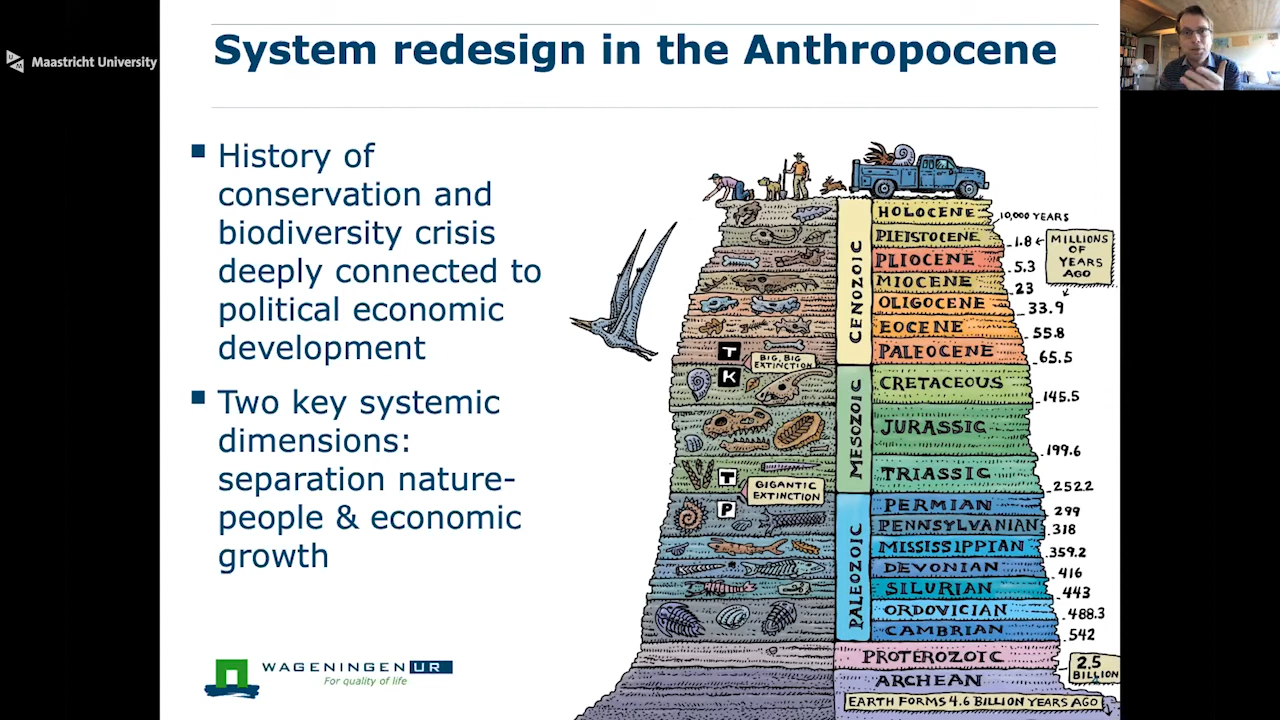 System redesign in the Anthropocene
Maastricht University
History of
conservation and
biodiversity crisis
deeply connected to
political economic
development
Two key systemic
dimensions:
separation nature-
people & economic
growth
WAGENINGEN UR
For quality of life
CENOZOIC
HOLOCENE
10,000 YEARS
PLEISTOCENE
1.8
MILLIONS
OF
YEARS
AGO
PLIOCENE
5.3
MIOCENE
23
OLIGOCENE
33.9
EOCENE
55.8
PALEOCENE
65.5
T
BIG, BIG
EXTINCTION
K
MESOZOIC
CRETACEOUS
145.5
JURASSIC
199.6
TRIASSIC
252.2
T
GIGANTIC
EXTINCTION
P
PALEOZOIC
PERMIAN
299
PENNSYLVANIAN
318
MISSISSIPPIAN
359.2
DEVONIAN
416
SILURIAN
443
ORDOVICIAN
488.3
CAMBRIAN
542
PROTEROZOIC
2.5
BILLION
ARCHEAN
EARTH FORMS 4.6 BILLION YEARS AGO